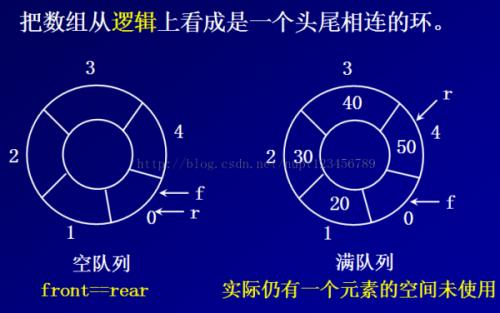 把数组从逻辑上看成是一个头尾相连的环。
3
2
4
1
0
f
r
空队列
front==rear
3
40
r
4
50
2
30
20
1
0
f
满队列
实际仍有一个元素的空间未使用
http://blog.csdn.net/nupt123456789